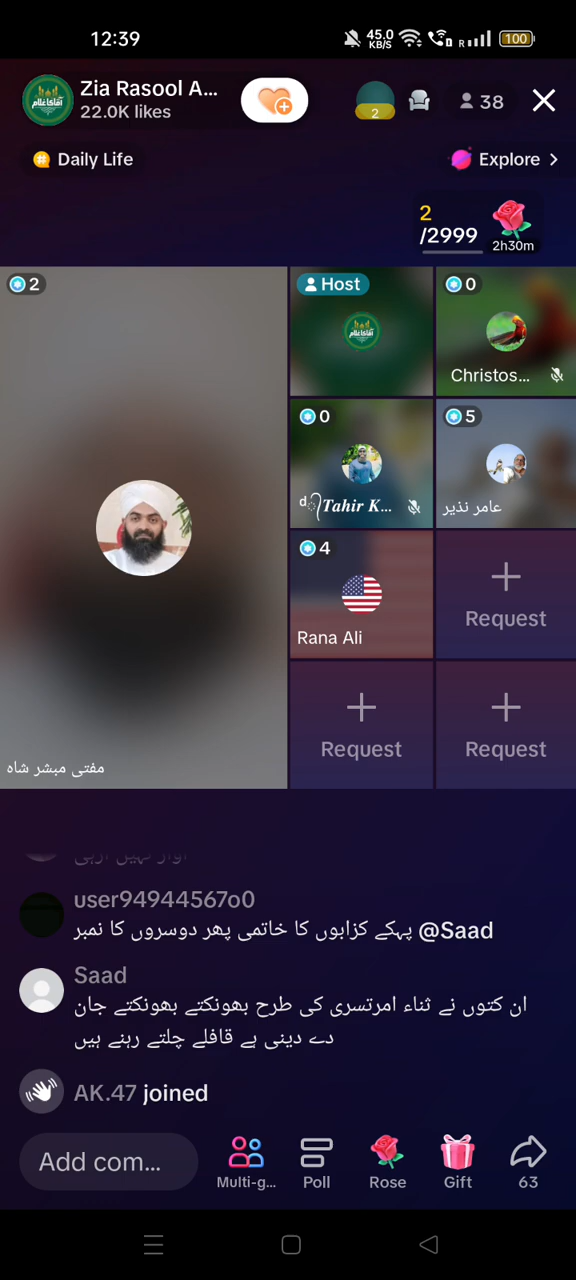 12:39
45.0
KB/S
R
100
Zia Rasool A...
22.0K likes
2
38
Daily Life
Explore >
2
/2999
2h30m
2
Host
0
Christos...
0
Tahir K...
5
عامر نذیر
4
Rana Ali
Request
Request
Request
مفتی مبشر شاہ
user94944567o0
@Saad پہکے کزابوں کا خاتمی پھر دوسروں کا نمبر
Saad
ان کتوں نے ثناء امرتسری کی طرح بھونکتے بھونکتے جان
دے دینی ہے قافلے چلتے رہنے ہیں
AK.47 joined
Add com...
Multi-g...
Poll
Rose
Gift
63